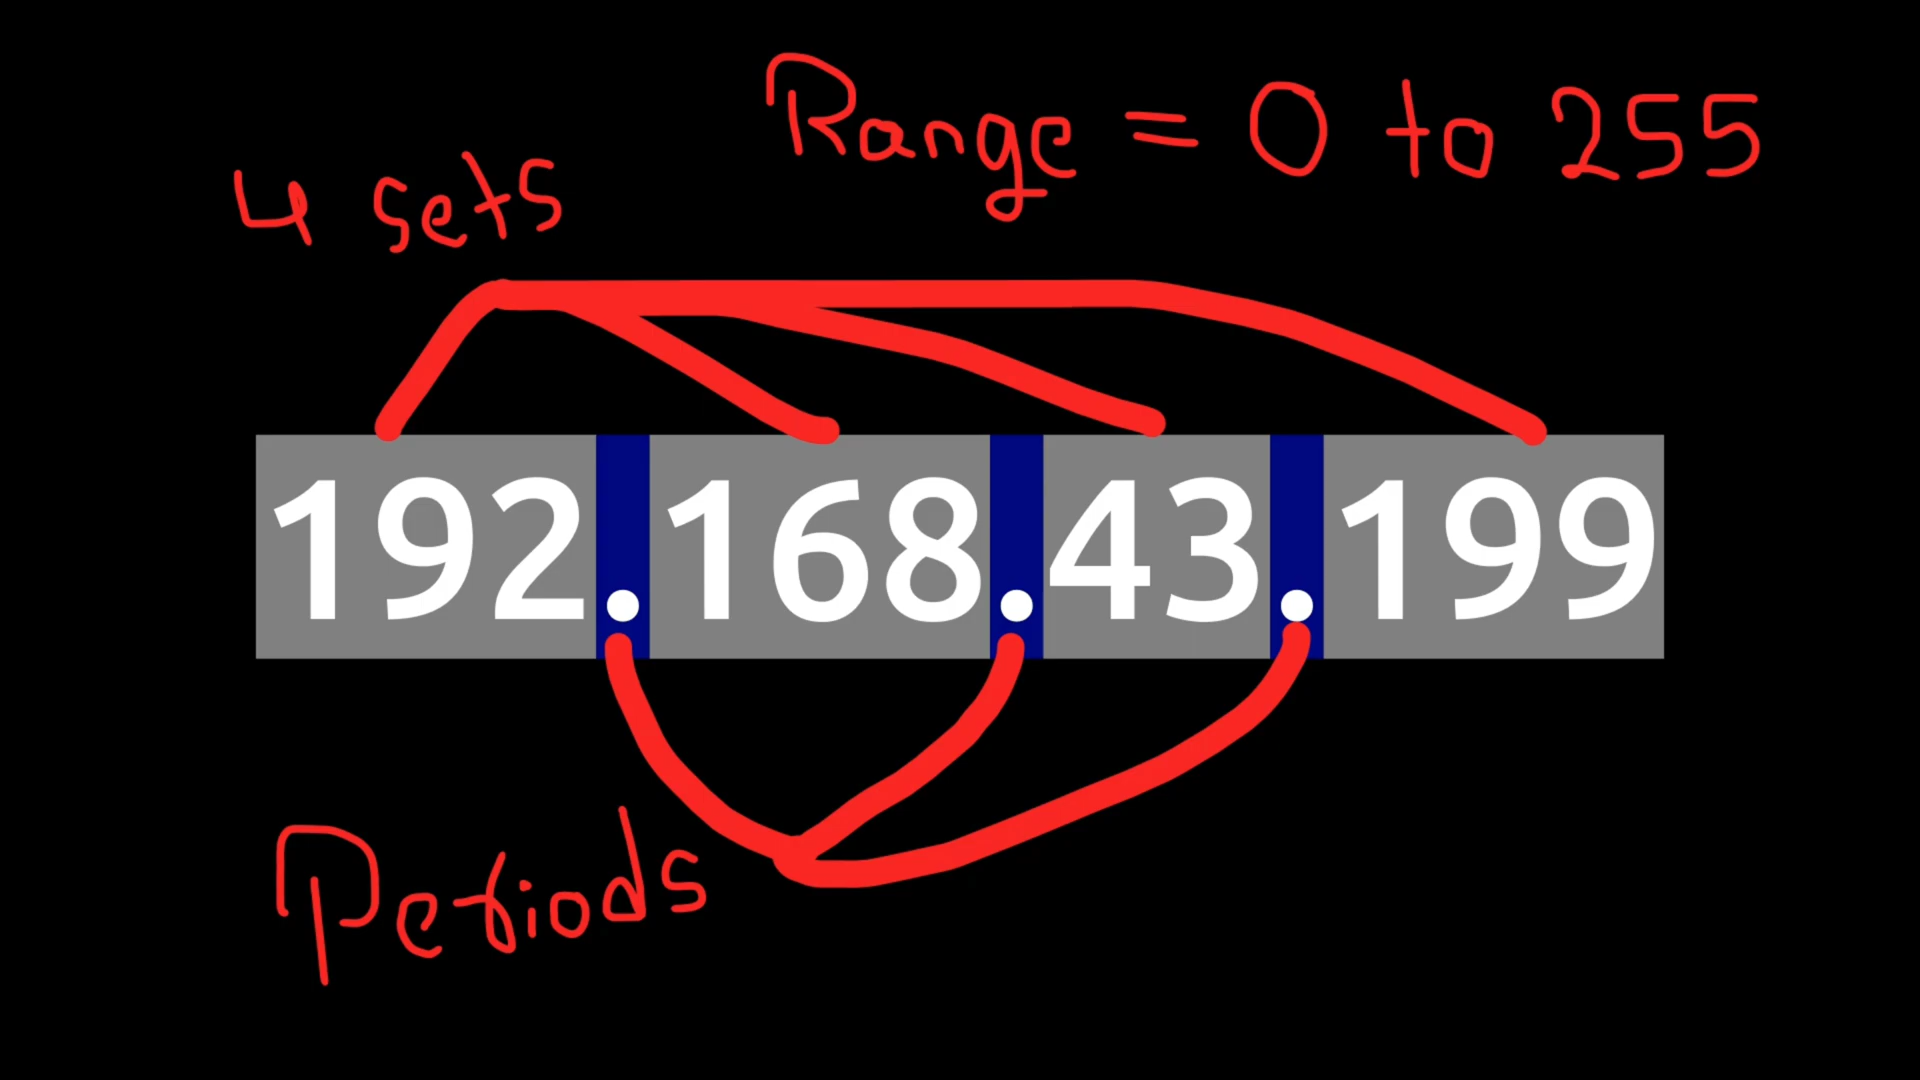 Range = 0 to 255
4 sets
192.168.43.199
Periods